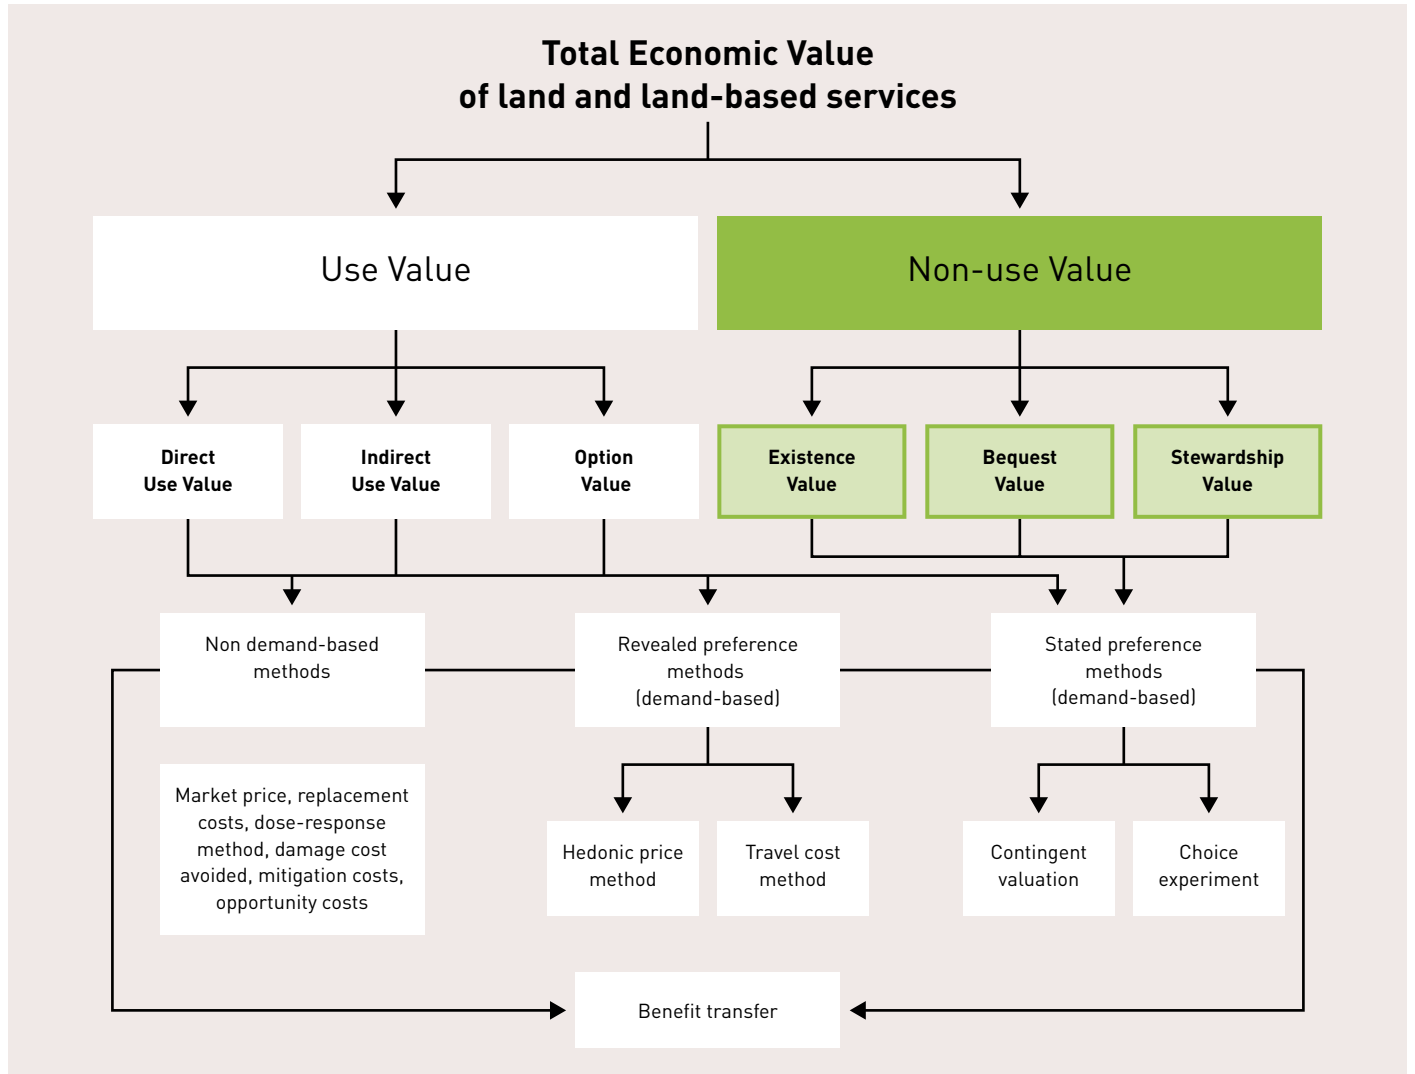 Total Economic Value
of land and land-based services
Use Value
Non-use Value
Direct
Use Value
Indirect
Use Value
Option
Value
Existence
Value
Bequest
Value
Stewardship
Value
Non demand-based
methods
Revealed preference
methods
(demand-based)
Stated preference
methods
(demand-based)
Market price, replacement
costs, dose-response
method, damage cost
avoided, mitigation costs,
opportunity costs
Hedonic price
method
Travel cost
method
Contingent
valuation
Choice
experiment
Benefit transfer